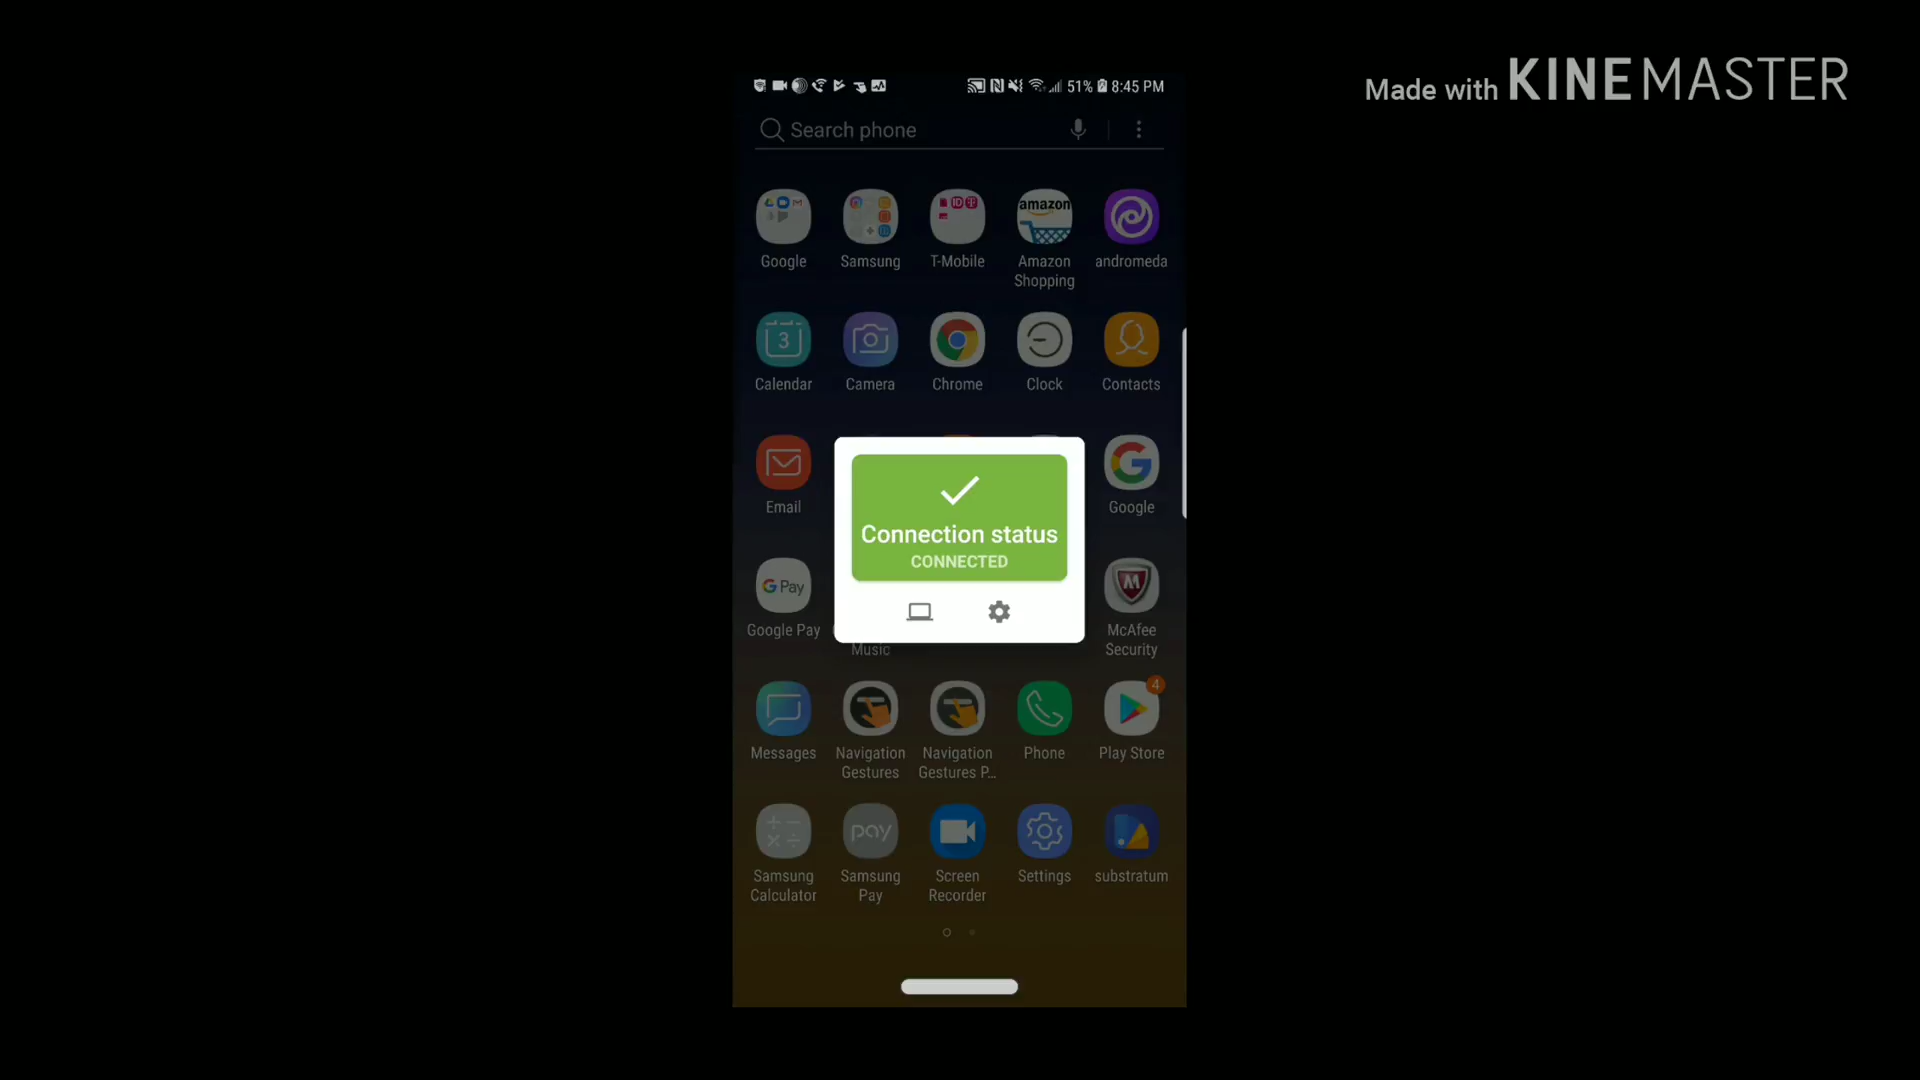 Made with KINEMASTER
51% 8:45 PM
Search phone
amazon
Google Samsung T-Mobile Amazon Shopping andromeda
3
Calendar Camera Chrome Clock Contacts
Email Google
Connection status
CONNECTED
G Pay
Google Pay Music McAfee Security
4
Messages Navigation Gestures Navigation Gestures P... Phone Play Store
pay
Samsung Calculator Samsung Pay Screen Recorder Settings substratum